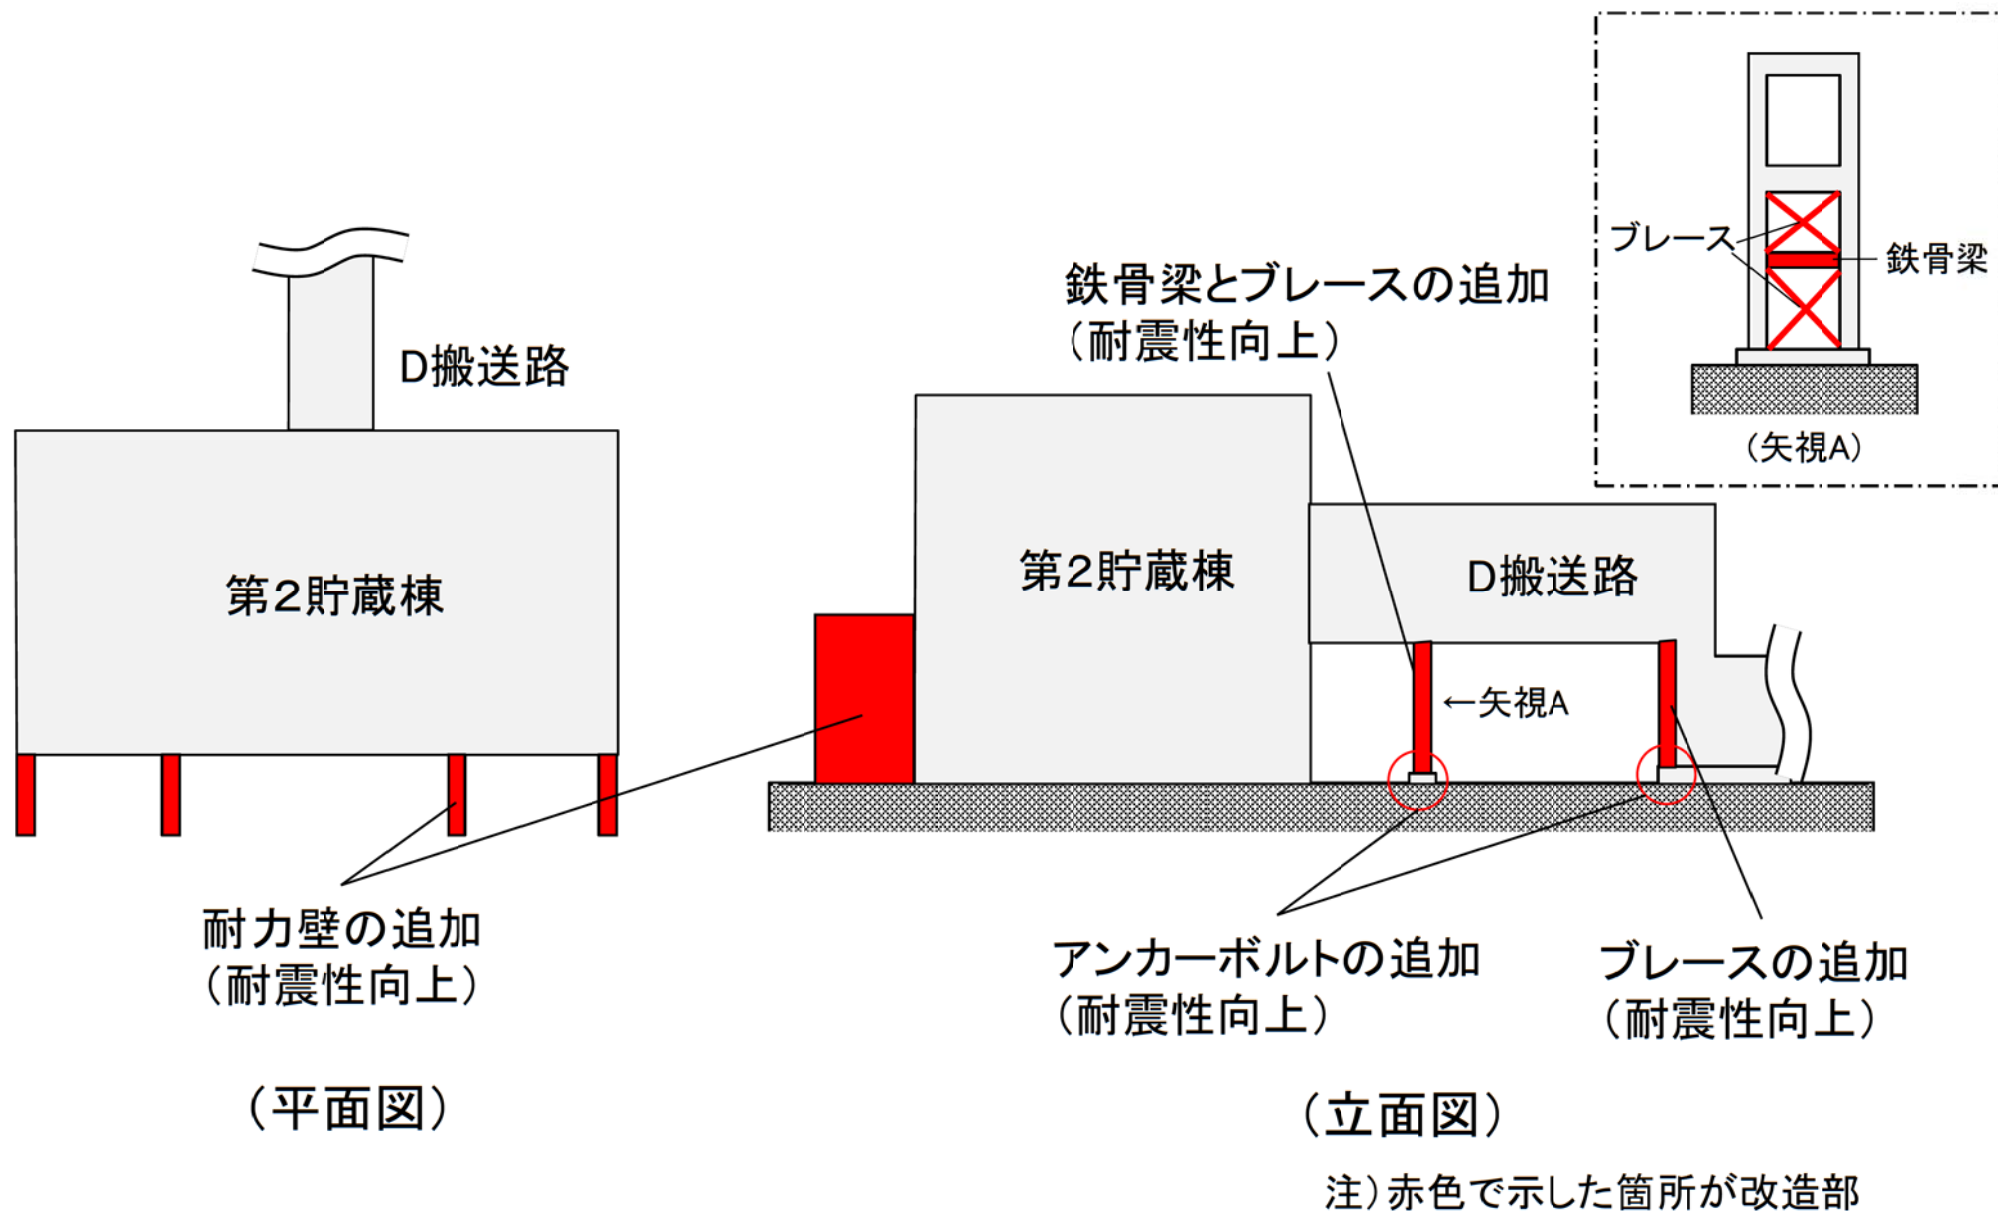 ブレース
鉄骨梁
(矢視A)
鉄骨梁とブレースの追加
(耐震性向上)
D搬送路
第2貯蔵棟
第2貯蔵棟
D搬送路
←矢視A
耐力壁の追加
(耐震性向上)
アンカーボルトの追加
(耐震性向上)
ブレースの追加
(耐震性向上)
(平面図)
(立面図)
注)赤色で示した箇所が改造部